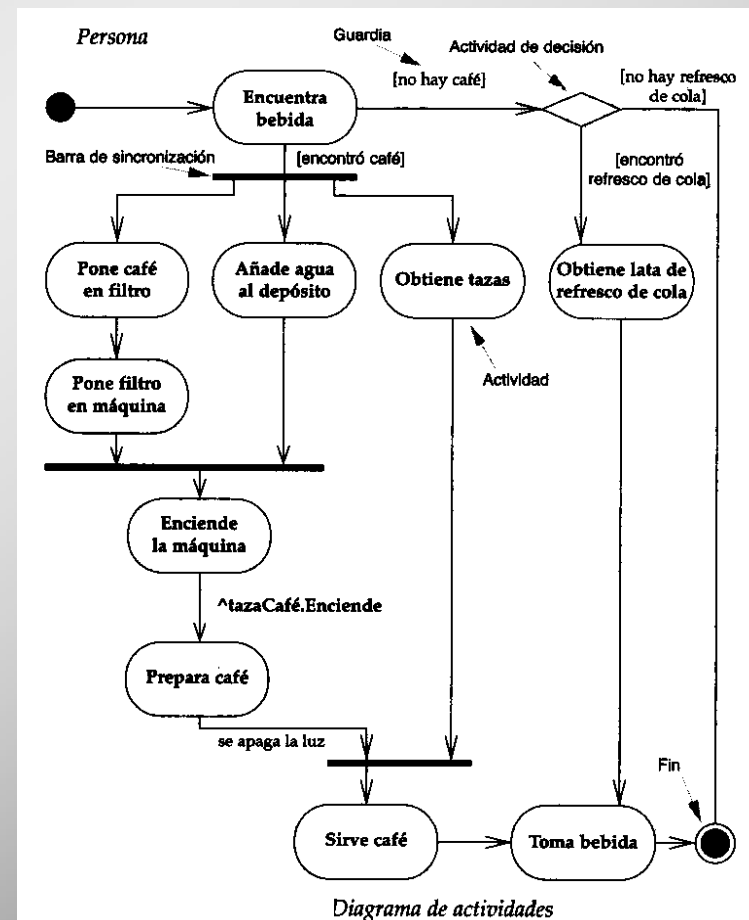 Persona
Guardia
Actividad de decisión
[no hay café]
[no hay refresco
de cola]
Encuentra
bebida
Barra de sincronización
[encontró café]
[encontró
refresco de cola]
Pone café
en filtro
Añade agua
al depósito
Obtiene tazas
Obtiene lata de
refresco de cola
Pone filtro
en máquina
Actividad
Enciende
la máquina
^tazaCafé.Enciende
Prepara café
se apaga la luz
Fin
Sirve café
Toma bebida
Diagrama de actividades